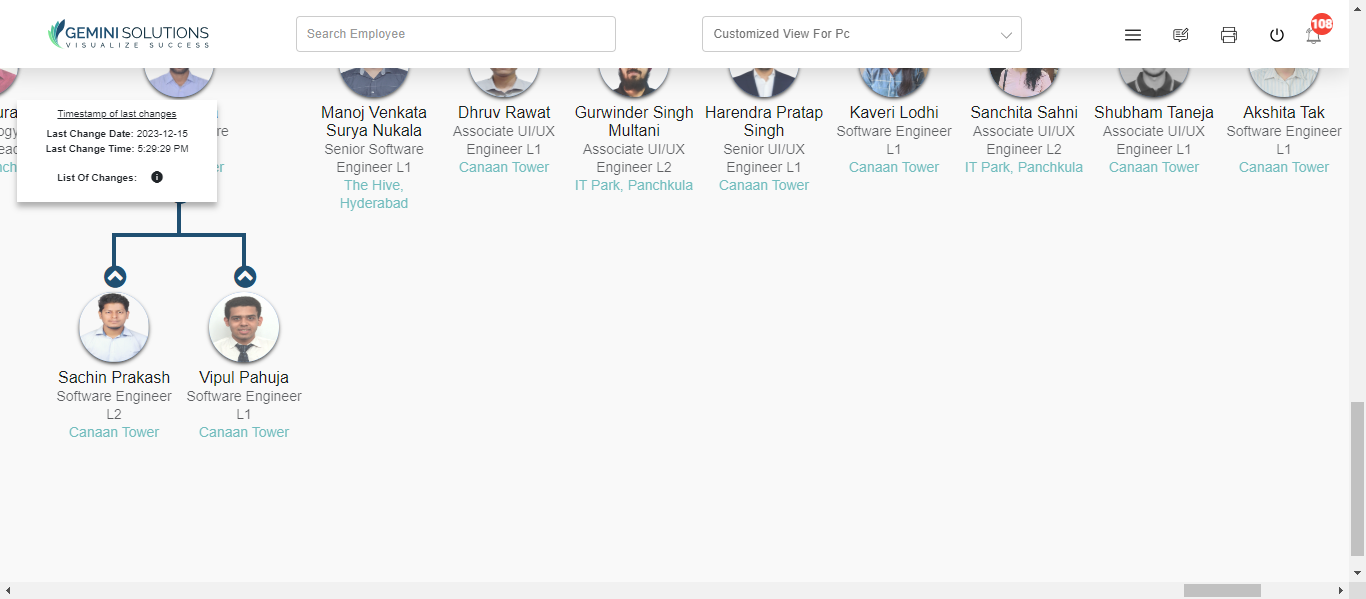 GEMINI SOLUTIONS
VISUALIZE SUCCESS
Search Employee
Customized View For Pc
108
Timestamp of last changes
Last Change Date: 2023-12-15
Last Change Time: 5:29:29 PM
List Of Changes:
Manoj Venkata
Surya Nukala
Senior Software
Engineer L1
The Hive,
Hyderabad
Dhruv Rawat
Associate UI/UX
Engineer L1
Canaan Tower
Gurwinder Singh
Multani
Associate UI/UX
Engineer L2
IT Park, Panchkula
Harendra Pratap
Singh
Senior UI/UX
Engineer L1
Canaan Tower
Kaveri Lodhi
Software Engineer
L1
Canaan Tower
Sanchita Sahni
Associate UI/UX
Engineer L2
IT Park, Panchkula
Shubham Taneja
Associate UI/UX
Engineer L1
Canaan Tower
Akshita Tak
Software Engineer
L1
Canaan Tower
Sachin Prakash
Software Engineer
L2
Canaan Tower
Vipul Pahuja
Software Engineer
L1
Canaan Tower